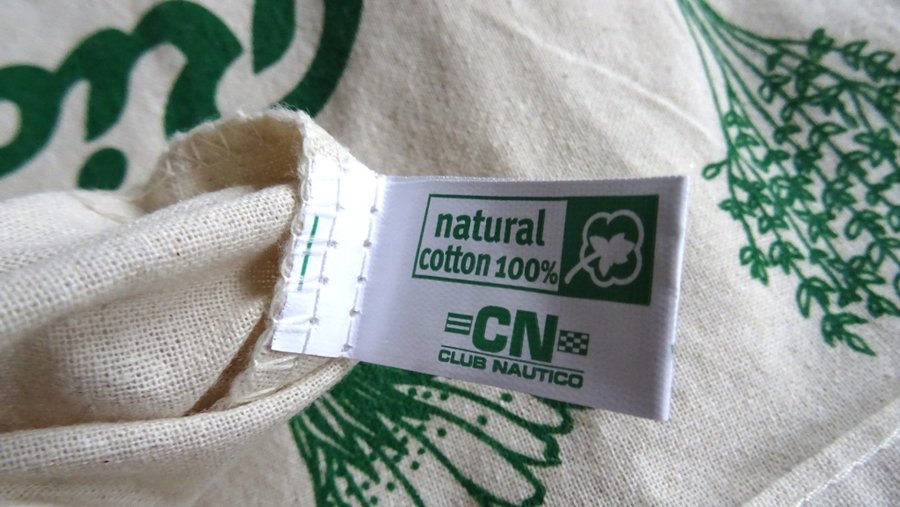 natural
cotton 100%
CN
CLUB NAUTICO